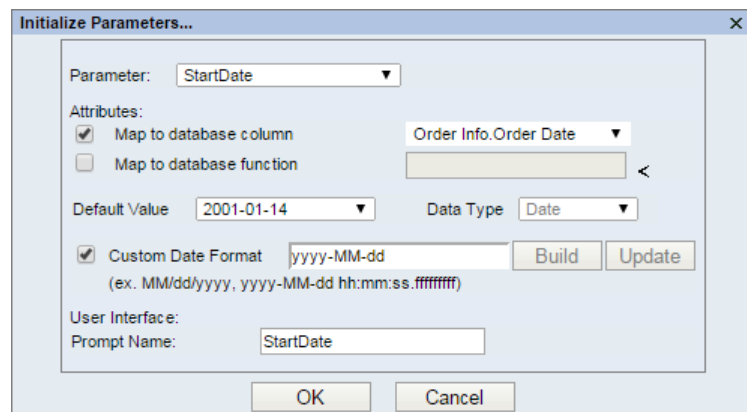 Initialize Parameters... x
Parameter: StartDate
Attributes:
Map to database column Order Info.Order Date
Map to database function <
Default Value 2001-01-14 Data Type Date
Custom Date Format yyyy-MM-dd Build Update
(ex. MM/dd/yyyy, yyyy-MM-dd hh:mm:ss.fffffffff)
User Interface:
Prompt Name: StartDate
OK Cancel